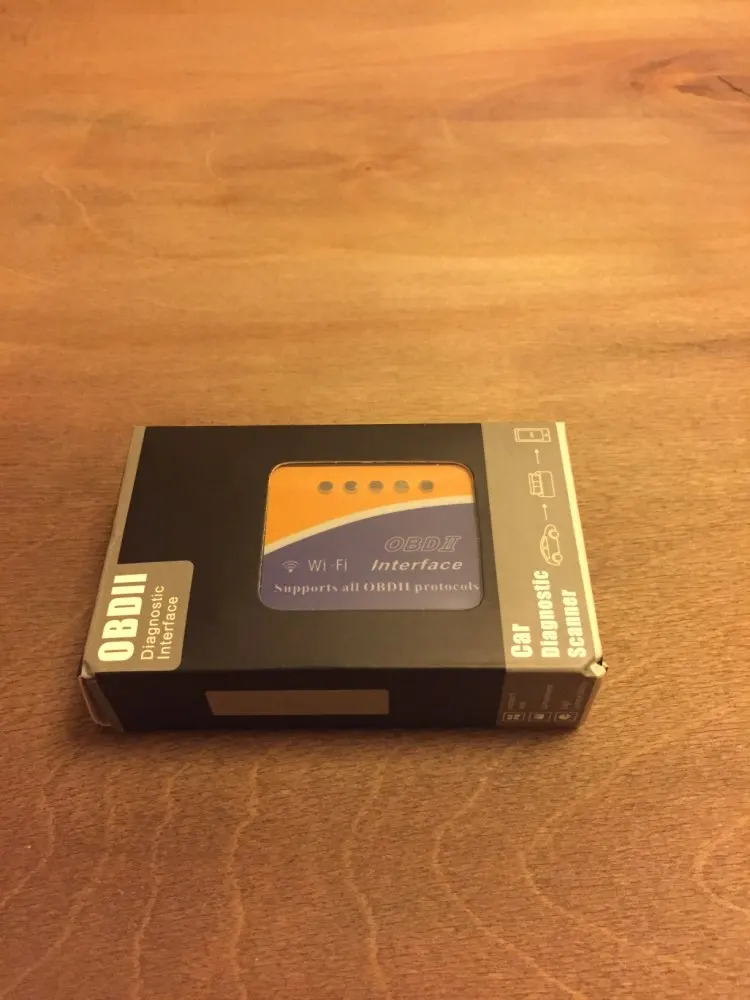 OBDII
Diagnostic
Interface
OBDII
Wi-Fi
Interface
Supports all OBDII protocols
Car
Diagnostic
Scanner